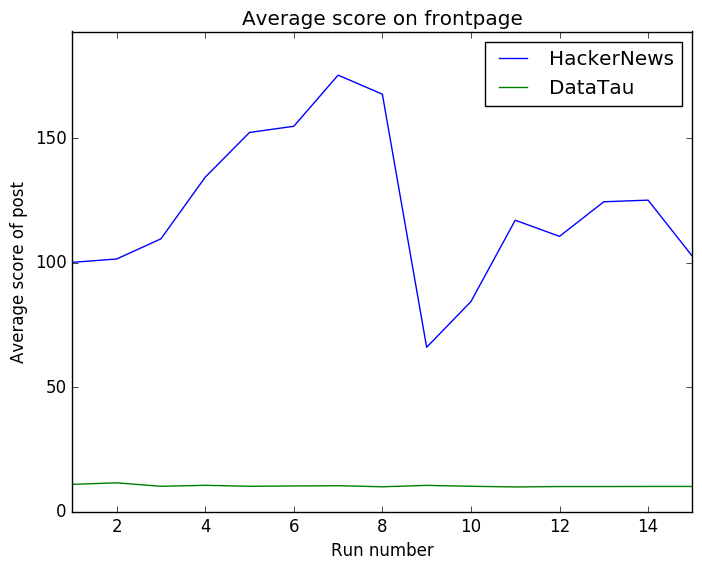 Average score on frontpage
HackerNews
DataTau
Average score of post
150
100
50
0
2 4 6 8 10 12 14
Run number